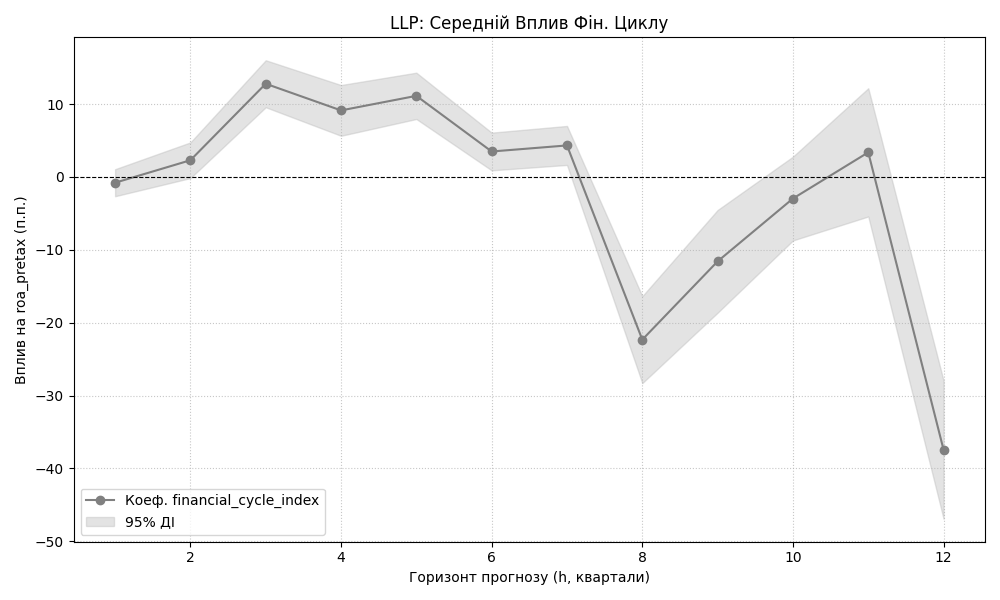 LLP: Середній Вплив Фін. Циклу
Вплив на roa_pretax (п.п.)
10
0
−10
−20
−30
−40
−50
Коеф. financial_cycle_index
95% ДІ
2
4
6
8
10
12
Горизонт прогнозу (h, квартали)